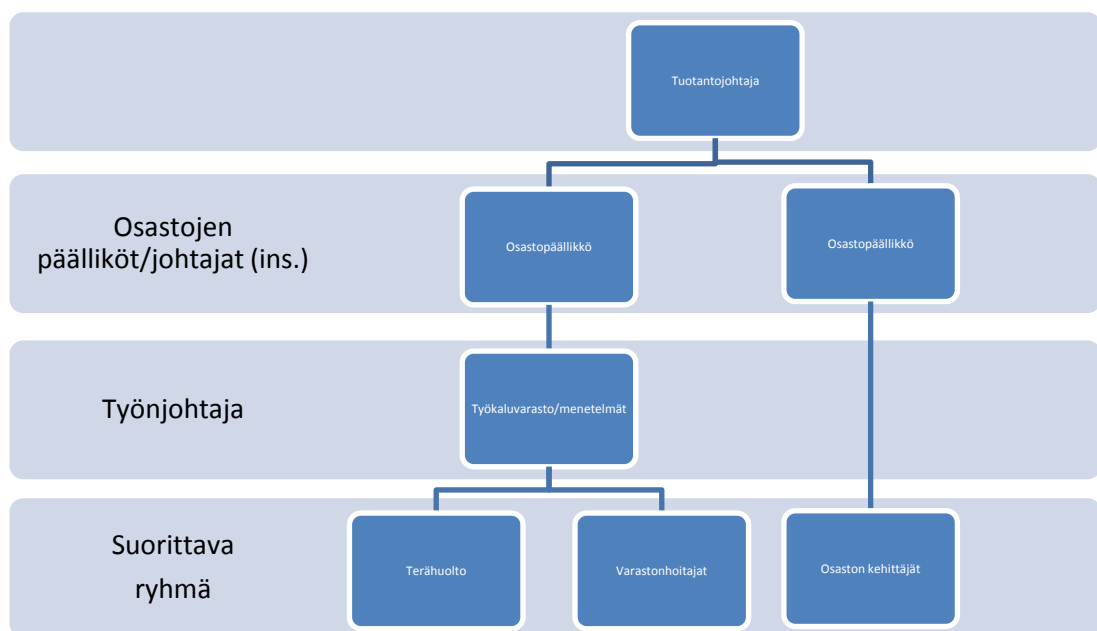 Tuotantojohtaja
Osastojen
päälliköt/johtajat (ins.)
Osastopäällikkö
Osastopäällikkö
Työnjohtaja
Työkaluvarasto/menetelmät
Suorittava
ryhmä
Terähuolto
Varastonhoitajat
Osaston kehittäjät